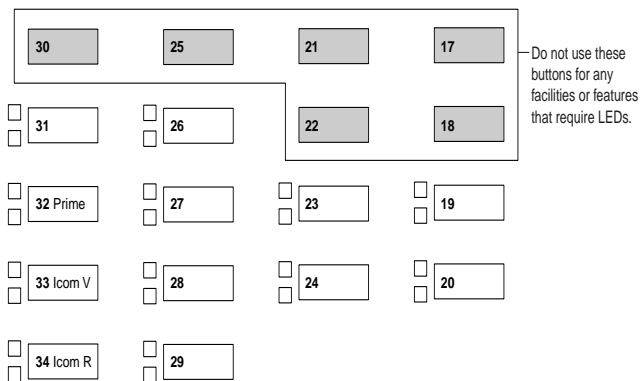 30 25 21 17
Do not use these
buttons for any
facilities or features
that require LEDs.
31 26 22 18
32 Prime 27 23 19
33 Icom V 28 24 20
34 Icom R 29